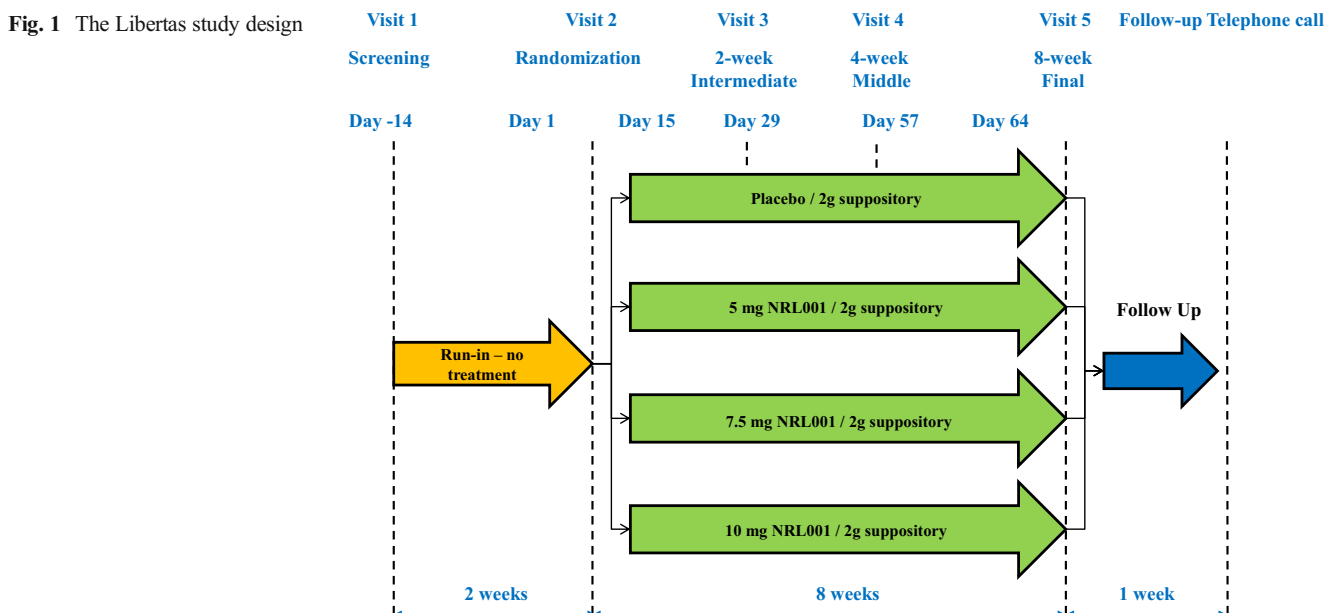 Fig. 1 The Libertas study design
Visit 1 Visit 2 Visit 3 Visit 4 Visit 5 Follow-up Telephone call
Screening Randomization 2-week 4-week 8-week
Intermediate Middle Final
Day -14 Day 1 Day 15 Day 29 Day 57 Day 64
Placebo / 2g suppository
5 mg NRL001 / 2g suppository
Follow Up
Run-in – no
treatment
7.5 mg NRL001 / 2g suppository
10 mg NRL001 / 2g suppository
2 weeks 8 weeks 1 week